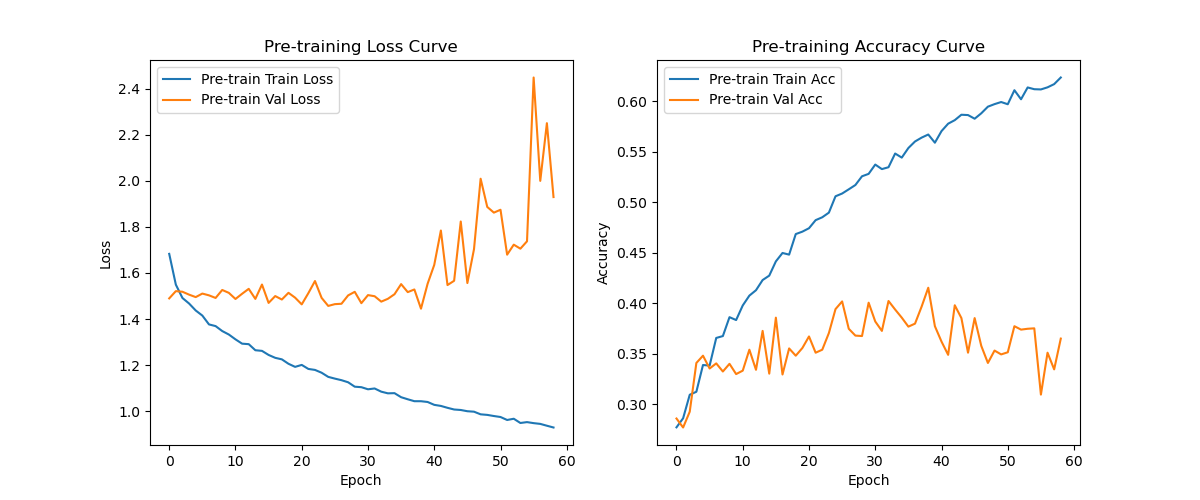 Pre-training Loss Curve
Pre-train Train Loss
Pre-train Val Loss
2.4
2.2
2.0
1.8
1.6
1.4
1.2
1.0
Loss
0 10 20 30 40 50 60
Epoch
Pre-training Accuracy Curve
Pre-train Train Acc
Pre-train Val Acc
0.60
0.55
0.50
0.45
0.40
0.35
0.30
Accuracy
0 10 20 30 40 50 60
Epoch